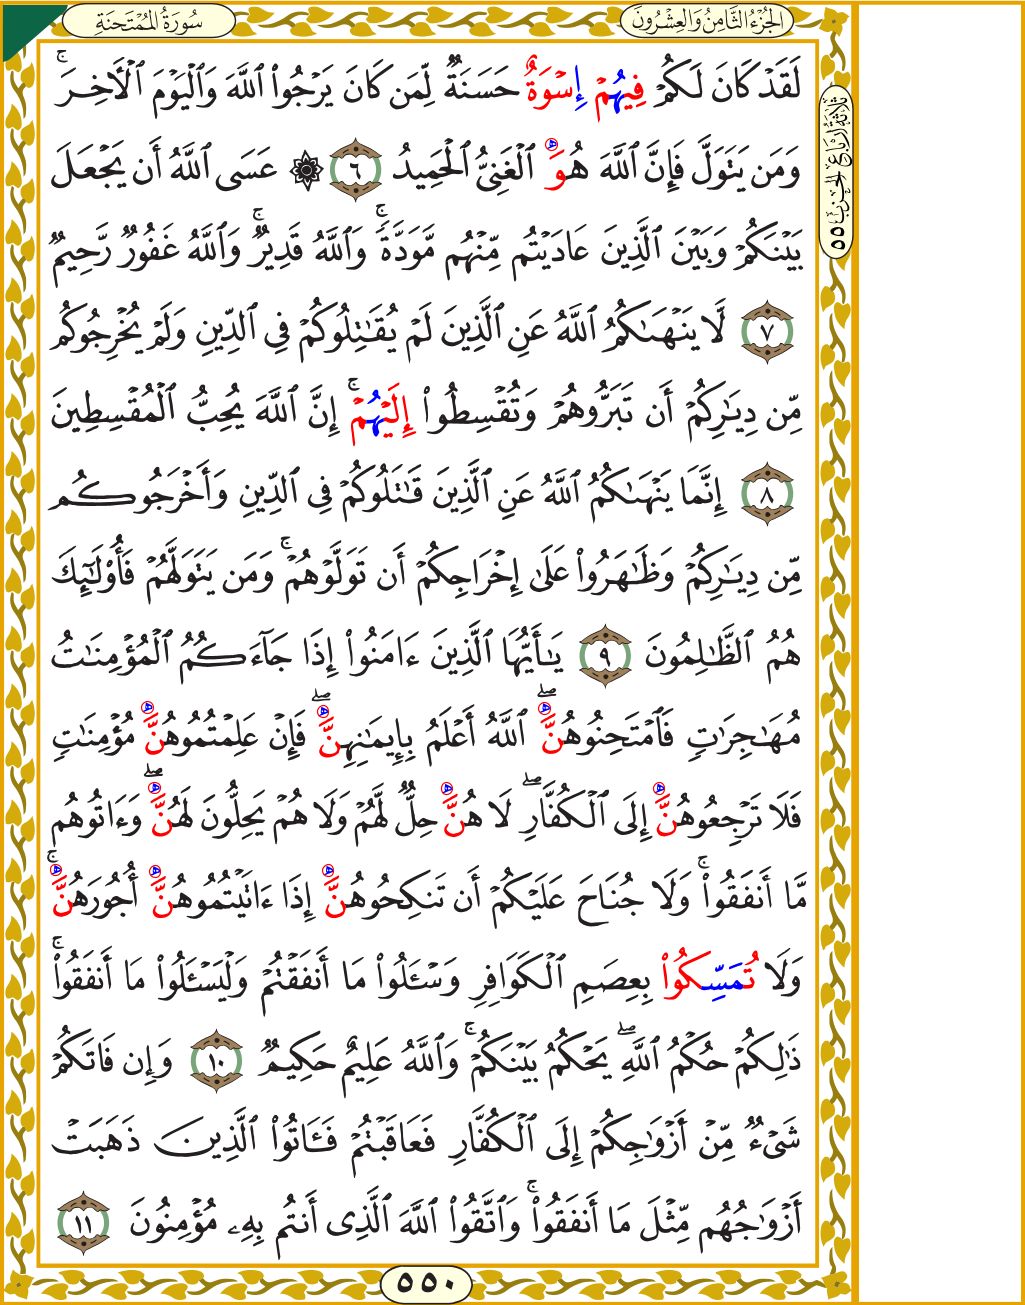 الجُزْءُ الثَّامِنُ وَالعِشْرُونَ
سُورَةُ المُمْتَحَنَةِ
لَقَدْ كَانَ لَكُمْ فِيهُمْ إِسْوَةٌ حَسَنَةٌ لِّمَن كَانَ يَرْجُوا۟ ٱللَّهَ وَٱلْيَوْمَ ٱلْأَخِرَۚ
وَمَن يَتَوَلَّ فَإِنَّ ٱللَّهَ هُوَ ٱلْغَنِىُّ ٱلْحَمِيدُ ٦ ۞ عَسَى ٱللَّهُ أَن يَجْعَلَ
بَيْنَكُمْ وَبَيْنَ ٱلَّذِينَ عَادَيْتُم مِّنْهُم مَّوَدَّةًۚ وَٱللَّهُ قَدِيرٌۚ وَٱللَّهُ غَفُورٌ رَّحِيمٌ
٧ لَّا يَنْهَىٰكُمُ ٱللَّهُ عَنِ ٱلَّذِينَ لَمْ يُقَٰتِلُوكُمْ فِى ٱلدِّينِ وَلَمْ يُخْرِجُوكُم
مِّن دِيَٰرِكُمْ أَن تَبَرُّوهُمْ وَتُقْسِطُوٓا۟ إِلَيْهُمْۚ إِنَّ ٱللَّهَ يُحِبُّ ٱلْمُقْسِطِينَ
٨ إِنَّمَا يَنْهَىٰكُمُ ٱللَّهُ عَنِ ٱلَّذِينَ قَٰتَلُوكُمْ فِى ٱلدِّينِ وَأَخْرَجُوكُم
مِّن دِيَٰرِكُمْ وَظَٰهَرُوا۟ عَلَىٰ إِخْرَاجِكُمْ أَن تَوَلَّوْهُمْۚ وَمَن يَتَوَلَّهُمْ فَأُو۟لَٰٓئِكَ
هُمُ ٱلظَّٰلِمُونَ ٩ يَٰأَيُّهَا ٱلَّذِينَ ءَامَنُوا۟ إِذَا جَآءَكُمُ ٱلْمُؤْمِنَٰتُ
مُهَٰجِرَٰتٍ فَٱمْتَحِنُوهُنَّۖ ٱللَّهُ أَعْلَمُ بِإِيمَٰنِهِنَّۖ فَإِنْ عَلِمْتُمُوهُنَّ مُؤْمِنَٰتٍ
فَلَا تَرْجِعُوهُنَّ إِلَى ٱلْكُفَّارِۖ لَا هُنَّ حِلٌّ لَّهُمْ وَلَا هُمْ يَحِلُّونَ لَهُنَّۖ وَءَاتُوهُم
مَّا أَنفَقُوا۟ۚ وَلَا جُنَاحَ عَلَيْكُمْ أَن تَنكِحُوهُنَّ إِذَا ءَاتَيْتُمُوهُنَّ أُجُورَهُنَّۚ
وَلَا تُمَسِّكُوا۟ بِعِصَمِ ٱلْكَوَافِرِ وَسْـَٔلُوا۟ مَا أَنفَقْتُمْ وَلْيَسْـَٔلُوا۟ مَا أَنفَقُوا۟ۚ
ذَٰلِكُمْ حُكْمُ ٱللَّهِۖ يَحْكُمُ بَيْنَكُمْۚ وَٱللَّهُ عَلِيمٌ حَكِيمٌ ١٠ وَإِن فَاتَكُمْ
شَىْءٌ مِّنْ أَزْوَٰجِكُمْ إِلَى ٱلْكُفَّارِ فَعَاقَبْتُمْ فَـَٔاتُوا۟ ٱلَّذِينَ ذَهَبَتْ
أَزْوَٰجُهُم مِّثْلَ مَا أَنفَقُوا۟ۚ وَٱتَّقُوا۟ ٱللَّهَ ٱلَّذِى أَنتُم بِهِۦ مُؤْمِنُونَ ١١
ثَلَاثَةُ أَرْبَاعِ الحِزْبِ ٥٥
٥٥٠